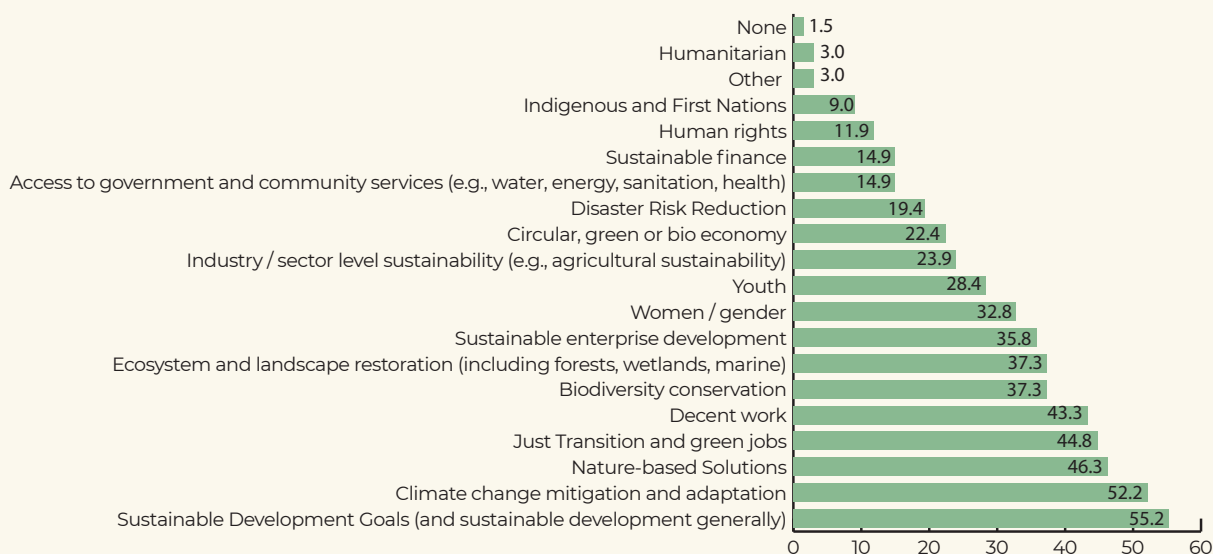 None 1.5
Humanitarian 3.0
Other 3.0
Indigenous and First Nations 9.0
Human rights 11.9
Sustainable finance 14.9
Access to government and community services (e.g., water, energy, sanitation, health) 14.9
Disaster Risk Reduction 19.4
Circular, green or bio economy 22.4
Industry / sector level sustainability (e.g., agricultural sustainability) 23.9
Youth 28.4
Women / gender 32.8
Sustainable enterprise development 35.8
Ecosystem and landscape restoration (including forests, wetlands, marine) 37.3
Biodiversity conservation 37.3
Decent work 43.3
Just Transition and green jobs 44.8
Nature-based Solutions 46.3
Climate change mitigation and adaptation 52.2
Sustainable Development Goals (and sustainable development generally) 55.2
0 10 20 30 40 50 60